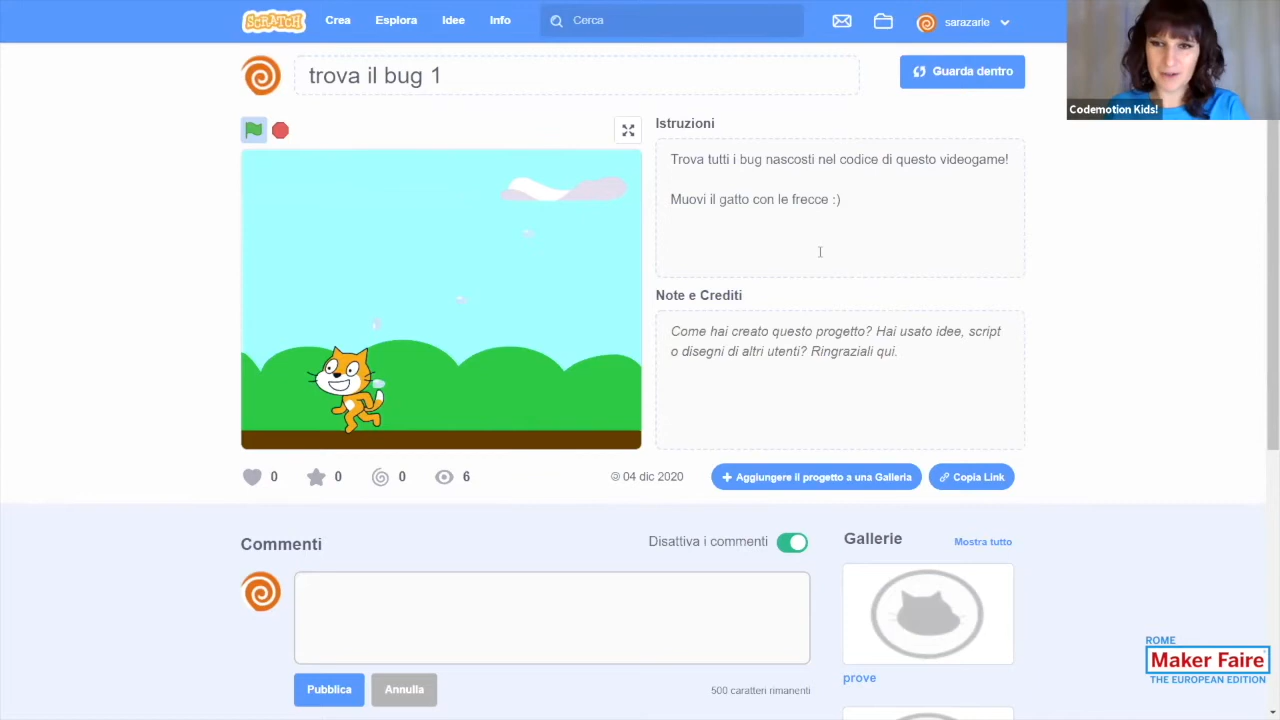 SCRATCH
Crea
Esplora
Idee
Info
Cerca
sarazarie
trova il bug 1
Guarda dentro
Codemotion Kids!
Istruzioni
Trova tutti i bug nascosti nel codice di questo videogame!
Muovi il gatto con le frecce :)
Note e Crediti
Come hai creato questo progetto? Hai usato idee, script
o disegni di altri utenti? Ringraziali qui.
0
0
0
6
© 04 dic 2020
Aggiungere il progetto a una Galleria
Copia Link
Commenti
Disattiva i commenti
Gallerie
Mostra tutto
Pubblica
Annulla
500 caratteri rimanenti
prove
ROME
Maker Faire
THE EUROPEAN EDITION